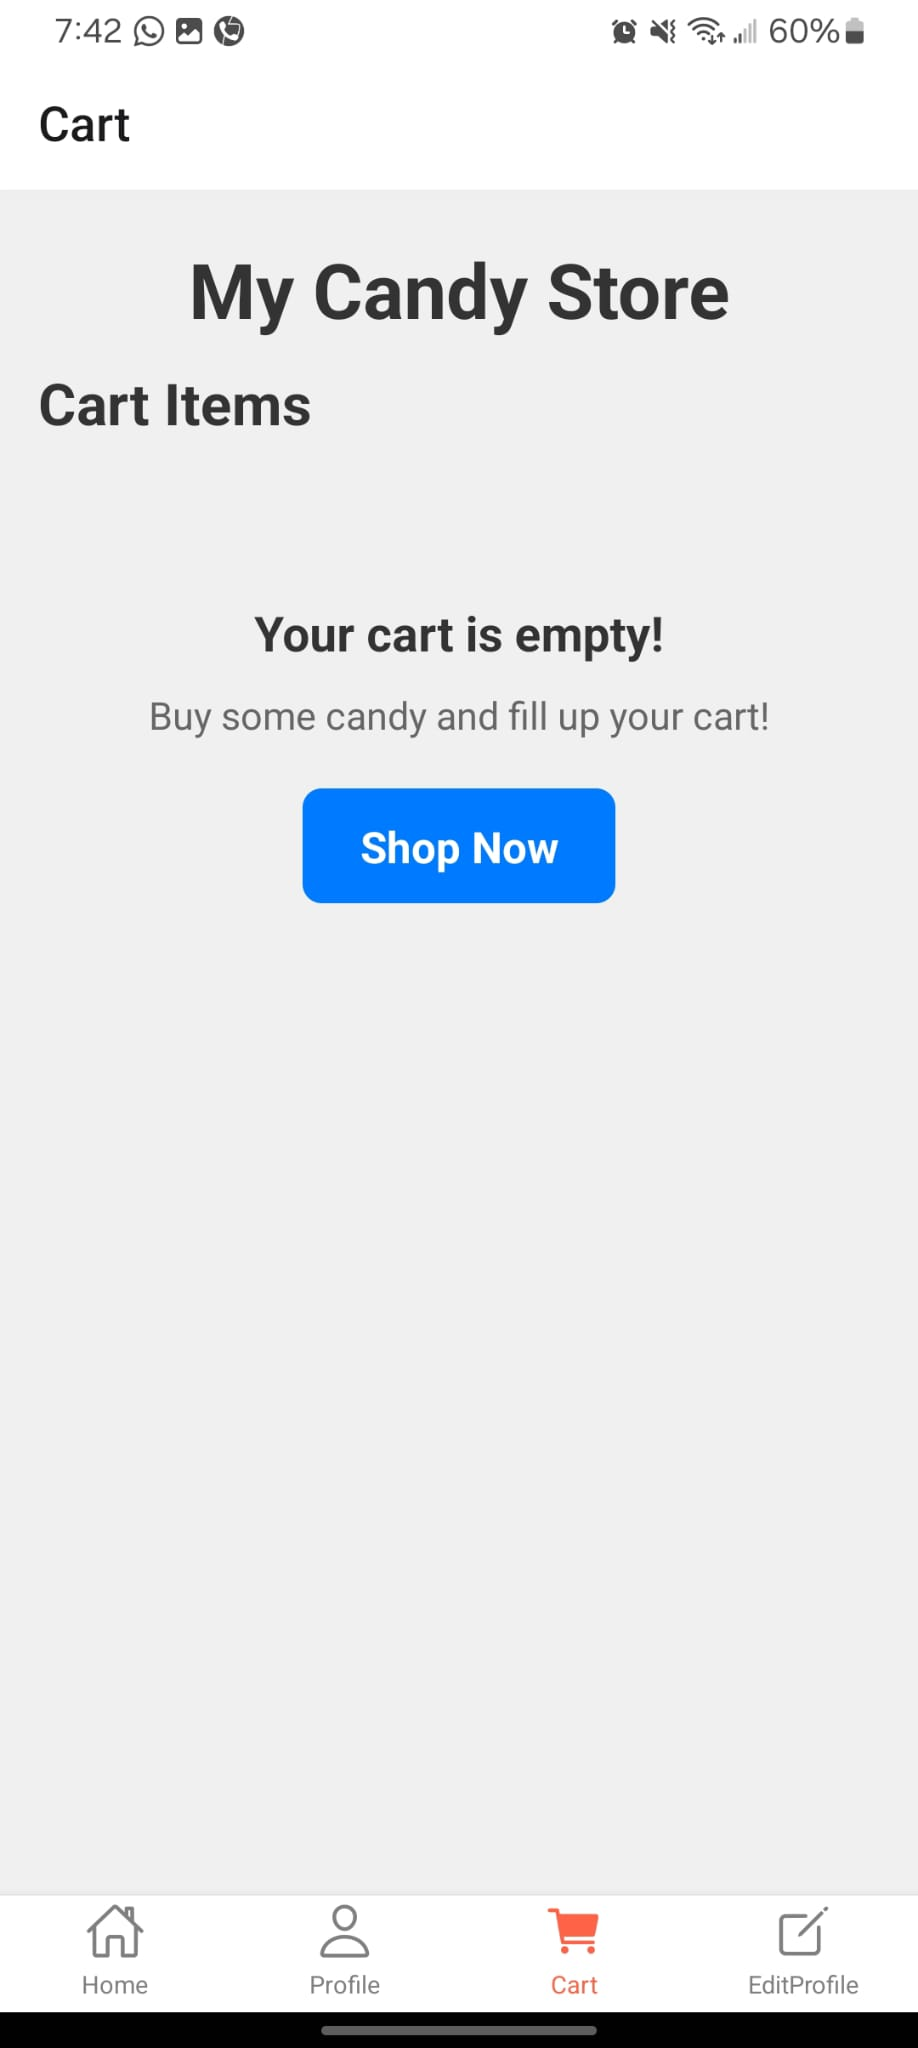 7:42
60%
Cart
My Candy Store
Cart Items
Your cart is empty!
Buy some candy and fill up your cart!
Shop Now
Home
Profile
Cart
EditProfile